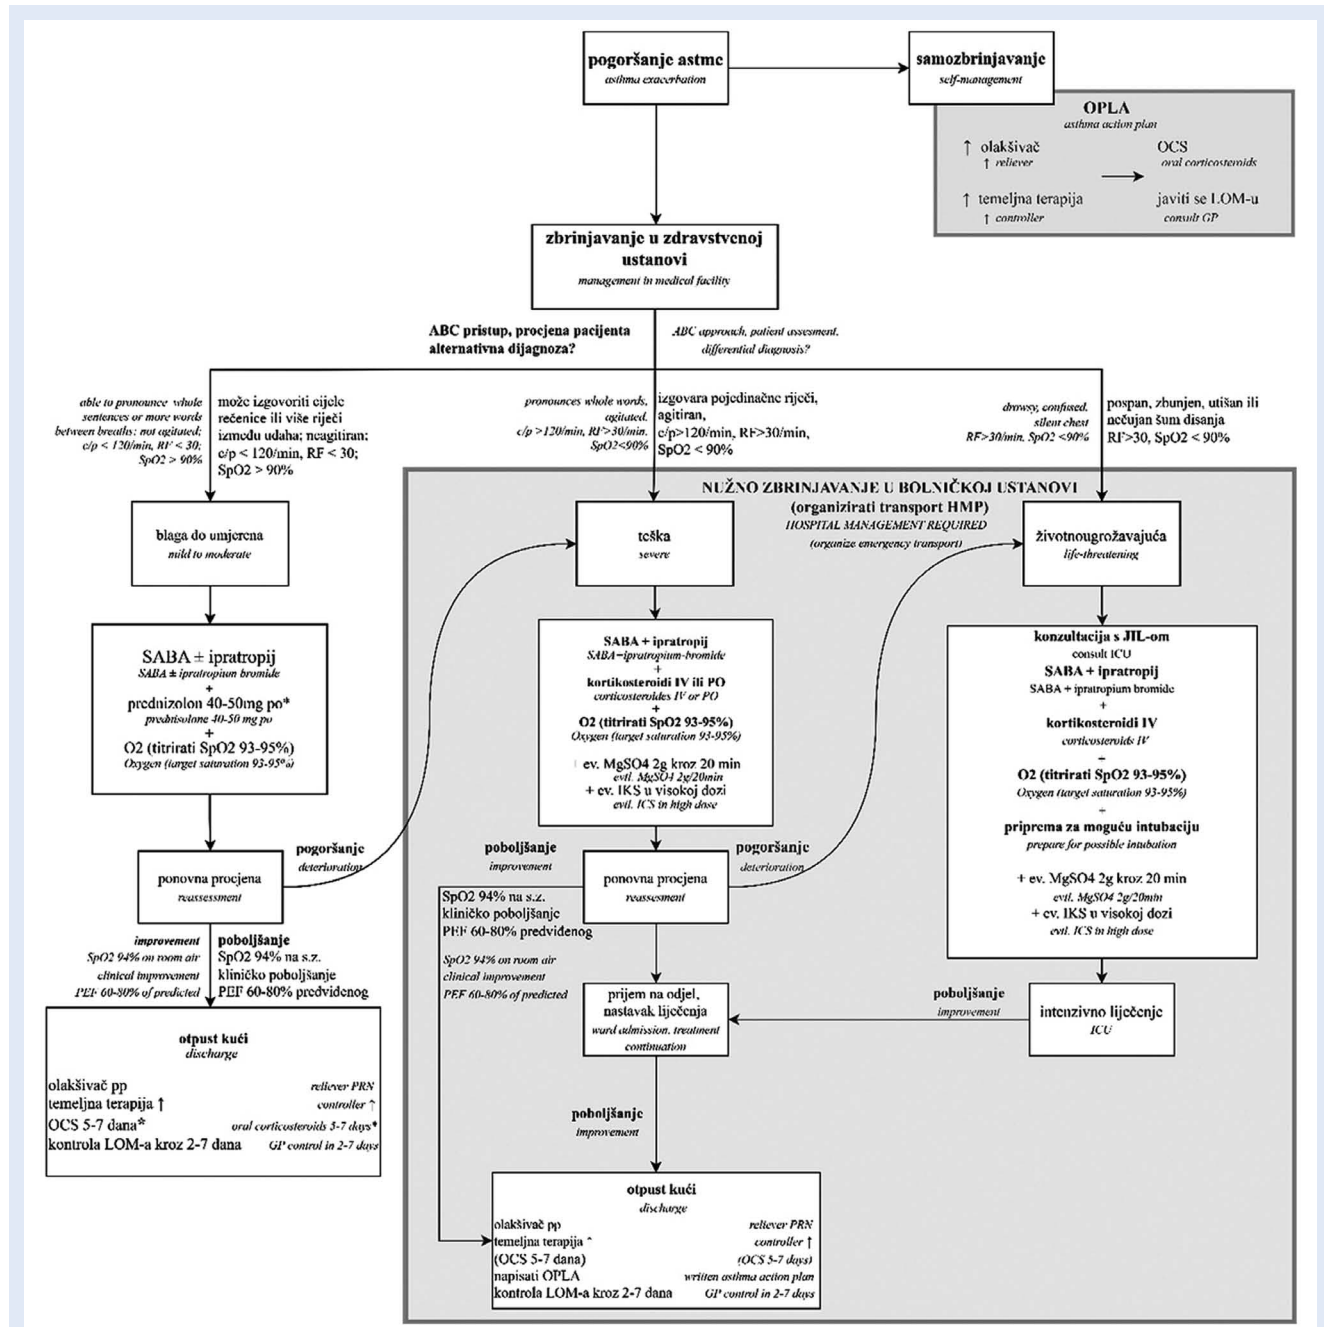 pogoršanje astme
asthma exacerbation
samozbrinjavanje
self-management
OPLA
asthma action plan
↑ olakšivač
↑ reliever
OCS
oral corticosteroids
↑ temeljna terapija
↑ controller
javiti se LOM-u
consult GP
zbrinjavanje u zdravstvenoj
ustanovi
management in medical facility
ABC pristup, procjena pacijenta
alternativna dijagnoza?
ABC approach, patient assesment,
differential diagnosis?
able to pronounce whole
sentences or more words
between breaths; not agitated;
c/p < 120/min, RF < 30;
SpO2 > 90%
može izgovoriti cijele
rečenice ili više riječi
između udaha; neagitiran;
c/p < 120/min, RF < 30;
SpO2 > 90%
pronounces whole words,
agitated,
c/p >120/min, RF>30/min,
SpO2<90%
izgovara pojedinačne riječi,
agitiran,
c/p>120/min, RF>30/min,
SpO2 < 90%
drowsy, confused,
silent chest
RF>30/min, SpO2 <90%
pospan, zbunjen, utišan ili
nečujan šum disanja
RF>30, SpO2 < 90%
NUŽNO ZBRINJAVANJE U BOLNIČKOJ USTANOVI
(organizirati transport HMP)
HOSPITAL MANAGEMENT REQUIRED
(organize emergency transport)
blaga do umjerena
mild to moderate
teška
severe
životnougrožavajuća
life-threatening
SABA ± ipratropij
SABA ± ipratropium bromide
+
prednizolon 40-50mg po*
prednisolone 40-50 mg po
+
O2 (titrirati SpO2 93-95%)
Oxygen (target saturation 93-95%)
SABA + ipratropij
SABA+ipratropium-bromide
+
kortikosteroidi IV ili PO
corticosteroides IV or PO
+
O2 (titrirati SpO2 93-95%)
Oxygen (target saturation 93-95%)
+ ev. MgSO4 2g kroz 20 min
evtl. MgSO4 2g/20min
+ ev. IKS u visokoj dozi
evtl. ICS in high dose
konzultacija s JIL-om
consult ICU
SABA + ipratropij
SABA + ipratropium bromide
+
kortikosteroidi IV
corticosteroids IV
+
O2 (titrirati SpO2 93-95%)
Oxygen (target saturation 93-95%)
+
priprema za moguću intubaciju
prepare for possible intubation
+ ev. MgSO4 2g kroz 20 min
evtl. MgSO4 2g/20min
+ ev. IKS u visokoj dozi
evtl. ICS in high dose
ponovna procjena
reassessment
pogoršanje
deterioration
poboljšanje
improvement
ponovna procjena
reassesment
pogoršanje
deterioration
improvement
SpO2 94% on room air
clinical improvement
PEF 60-80% of predicted
poboljšanje
SpO2 94% na s.z.
kliničko poboljšanje
PEF 60-80% predviđenog
SpO2 94% na s.z.
kliničko poboljšanje
PEF 60-80% predviđenog
SpO2 94% on room air
clinical improvement
PEF 60-80% of predicted
prijem na odjel,
nastavak liječenja
ward admission, treatment
continuation
poboljšanje
improvement
intenzivno liječenje
ICU
otpust kući
discharge
olakšivač pp
reliever PRN
temeljna terapija ↑
controller ↑
OCS 5-7 dana*
oral corticosteroids 5-7 days*
kontrola LOM-a kroz 2-7 dana
GP control in 2-7 days
poboljšanje
improvement
otpust kući
discharge
olakšivač pp
reliever PRN
temeljna terapija ↑
controller ↑
(OCS 5-7 dana)
(OCS 5-7 days)
napisati OPLA
written asthma action plan
kontrola LOM-a kroz 2-7 dana
GP control in 2-7 days